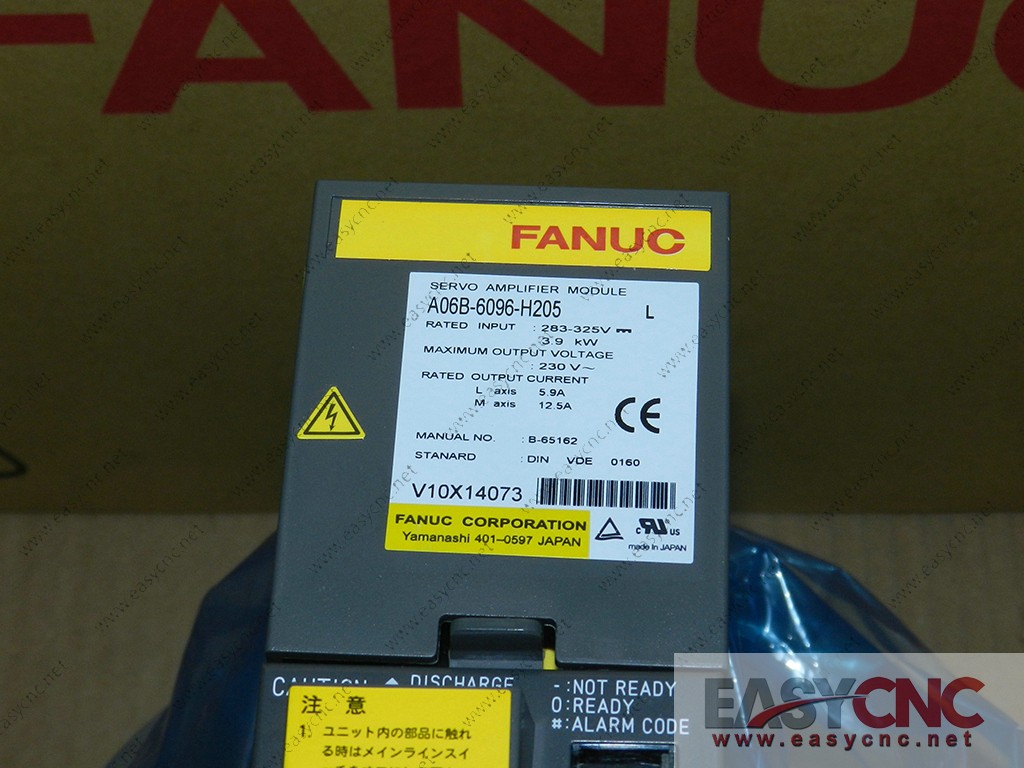 FANUC
FANUC
SERVO AMPLIFIER MODULE
A06B-6096-H205 L
RATED INPUT : 283-325V
3.9 kW
MAXIMUM OUTPUT VOLTAGE
: 230 V～
RATED OUTPUT CURRENT
L axis 5.9A
M axis 12.5A
CE
MANUAL NO. : B-65162
STANARD : DIN VDE 0160
V10X14073
FANUC CORPORATION
Yamanashi 401-0597 JAPAN
c RU US
made in JAPAN
CAUTION DISCHARGE
-:NOT READY
0:READY
#:ALARM CODE
注 意
1) ユニット内の部品に触れ
る時はメインラインスイ
EASYCNC
www.easycnc.net